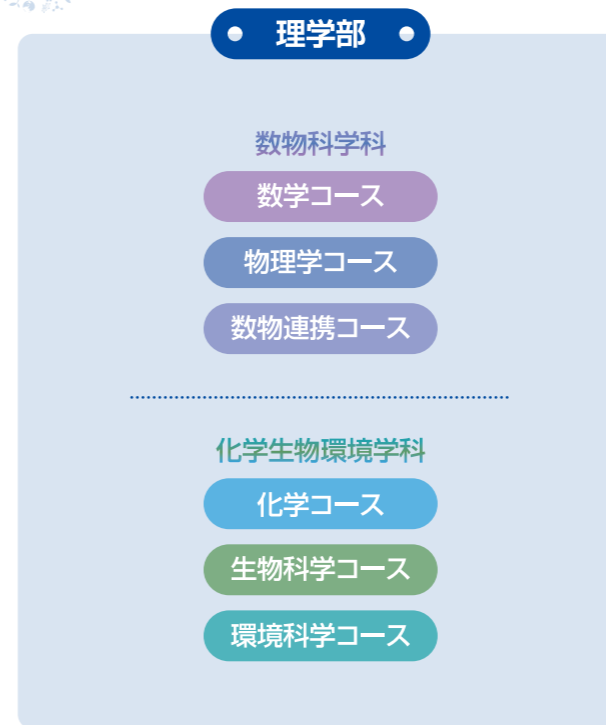 理学部
数物科学科
数学コース
物理学コース
数物連携コース
化学生物環境学科
化学コース
生物科学コース
環境科学コース